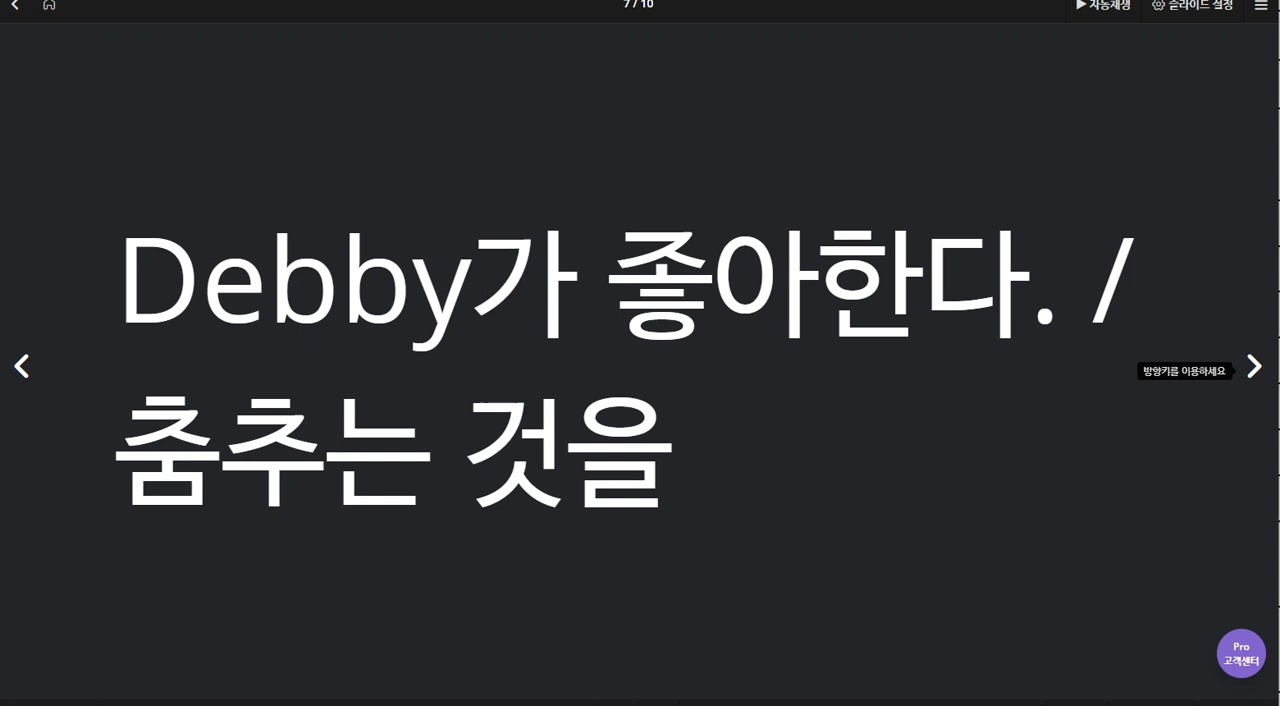 7 / 10
▶ 자동재생
슬라이드 설정
Debby가 좋아한다. /
춤추는 것을
방향키를 이용하세요
Pro
고객센터